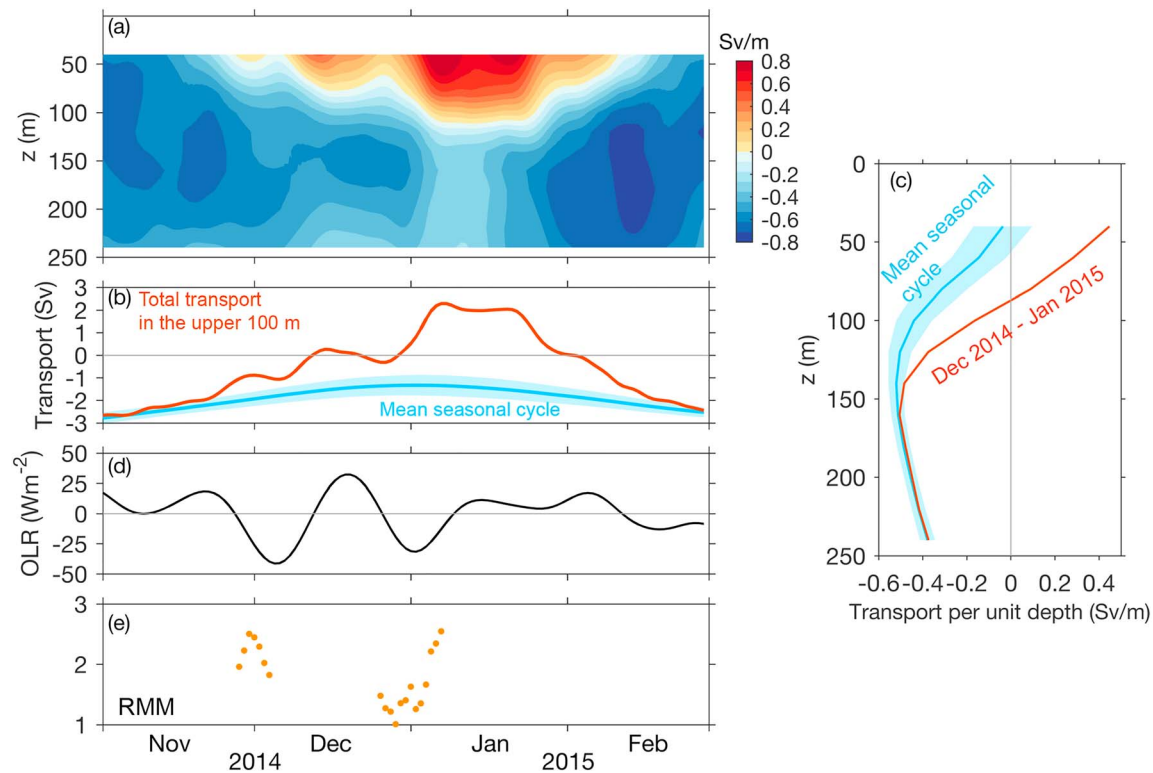 (a)
50
100
150
200
250
z (m)
Sv/m
0.8
0.6
0.4
0.2
0
-0.2
-0.4
-0.6
-0.8
(b)
3
2
1
0
-1
-2
-3
Transport (Sv)
Total transport
in the upper 100 m
Mean seasonal cycle
(d)
50
25
0
-25
-50
OLR (Wm⁻²)
(e)
3
2
1
RMM
Nov
Dec
Jan
Feb
2014
2015
(c)
0
50
100
150
200
250
z (m)
Mean seasonal
cycle
Dec 2014 - Jan 2015
-0.6
-0.4
-0.2
0
0.2
0.4
Transport per unit depth (Sv/m)